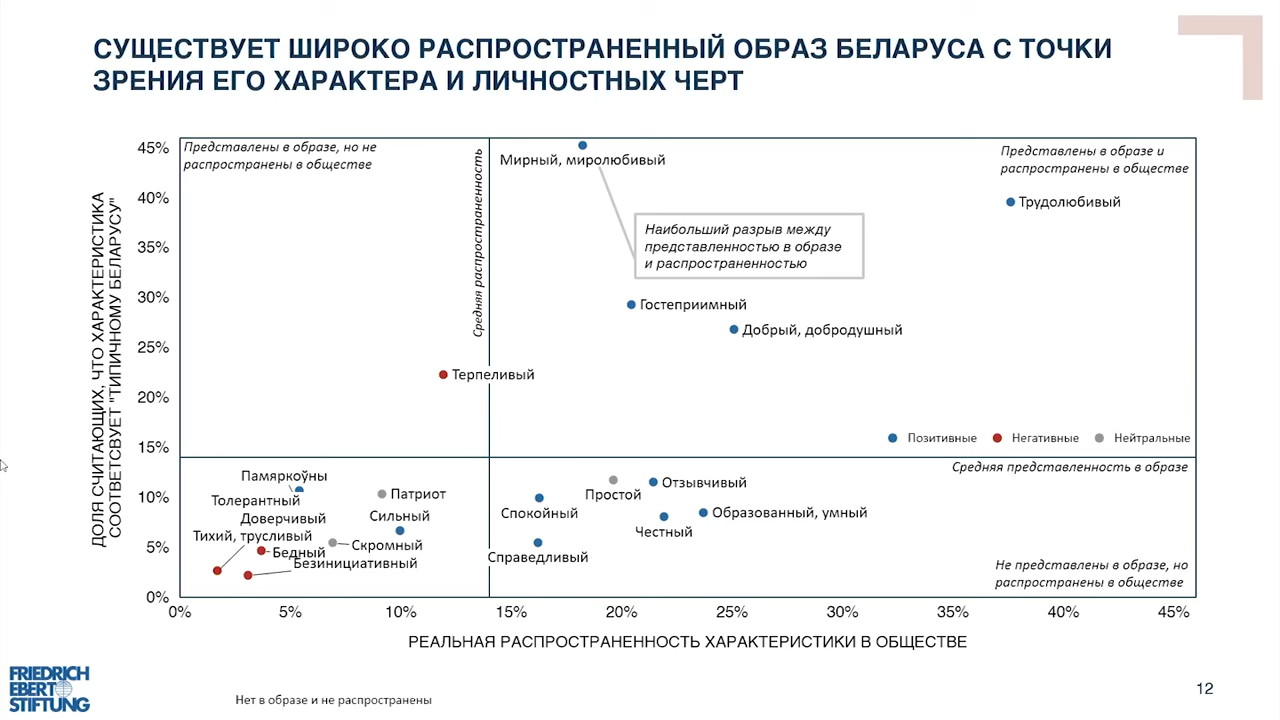 СУЩЕСТВУЕТ ШИРОКО РАСПРОСТРАНЕННЫЙ ОБРАЗ БЕЛАРУСА С ТОЧКИ
ЗРЕНИЯ ЕГО ХАРАКТЕРА И ЛИЧНОСТНЫХ ЧЕРТ
ДОЛЯ СЧИТАЮЩИХ, ЧТО ХАРАКТЕРИСТИКА
СООТВЕТСВУЕТ "ТИПИЧНОМУ БЕЛАРУСУ"
45%
40%
35%
30%
25%
20%
15%
10%
5%
0%
Представлены в образе, но не
распространены в обществе
Средняя распространенность
Мирный, миролюбивый
Представлены в образе и
распространены в обществе
Трудолюбивый
Наибольший разрыв между
представленностью в образе
и распространенностью
Гостеприимный
Добрый, добродушный
Терпеливый
Позитивные
Негативные
Нейтральные
Средняя представленность в образе
Памяркоўны
Толерантный
Патриот
Доверчивый
Сильный
Тихий, трусливый
Бедный
Скромный
Безинициативный
Простой
Отзывчивый
Спокойный
Образованный, умный
Честный
Справедливый
Не представлены в образе, но
распространены в обществе
0%
5%
10%
15%
20%
25%
30%
35%
40%
45%
РЕАЛЬНАЯ РАСПРОСТРАНЕННОСТЬ ХАРАКТЕРИСТИКИ В ОБЩЕСТВЕ
FRIEDRICH
EBERT
STIFTUNG
Нет в образе и не распространены
12